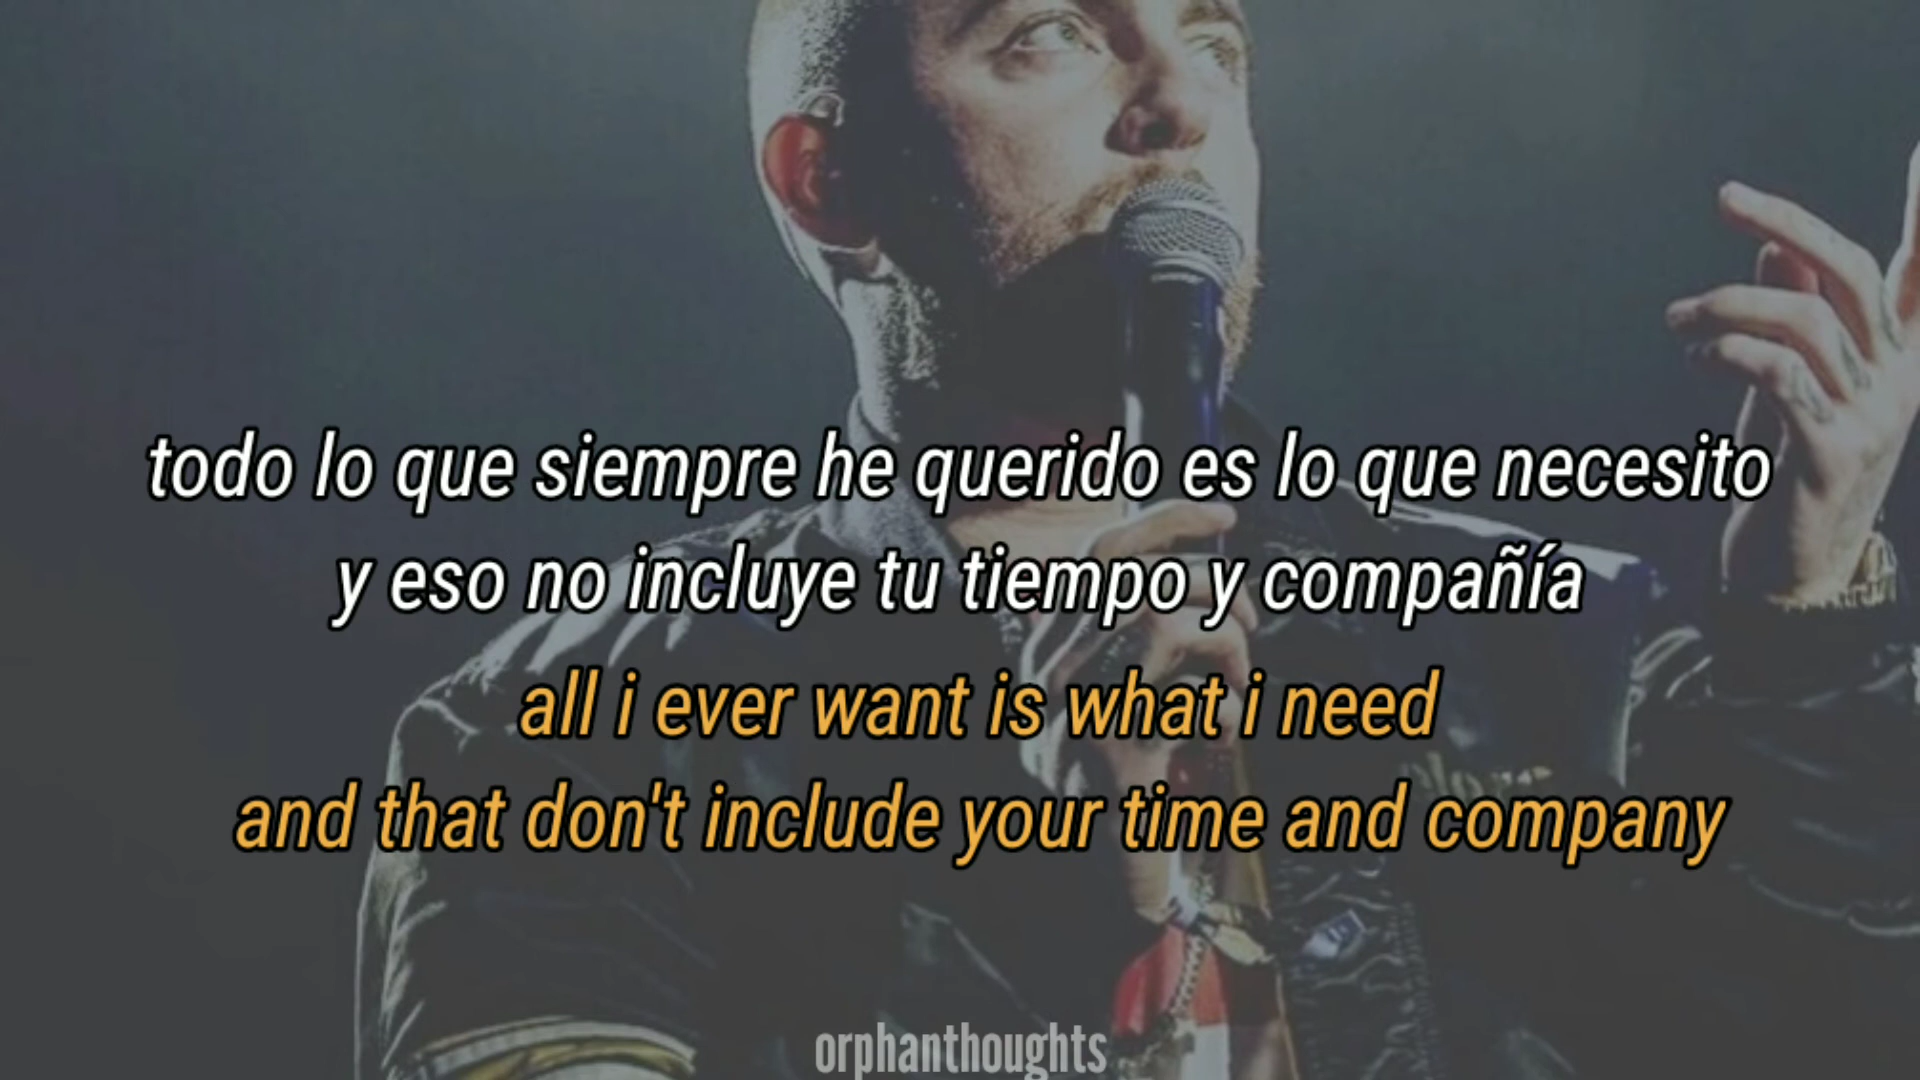 todo lo que siempre he querido es lo que necesito
y eso no incluye tu tiempo y compañía
all i ever want is what i need
and that don't include your time and company
orphanthoughts